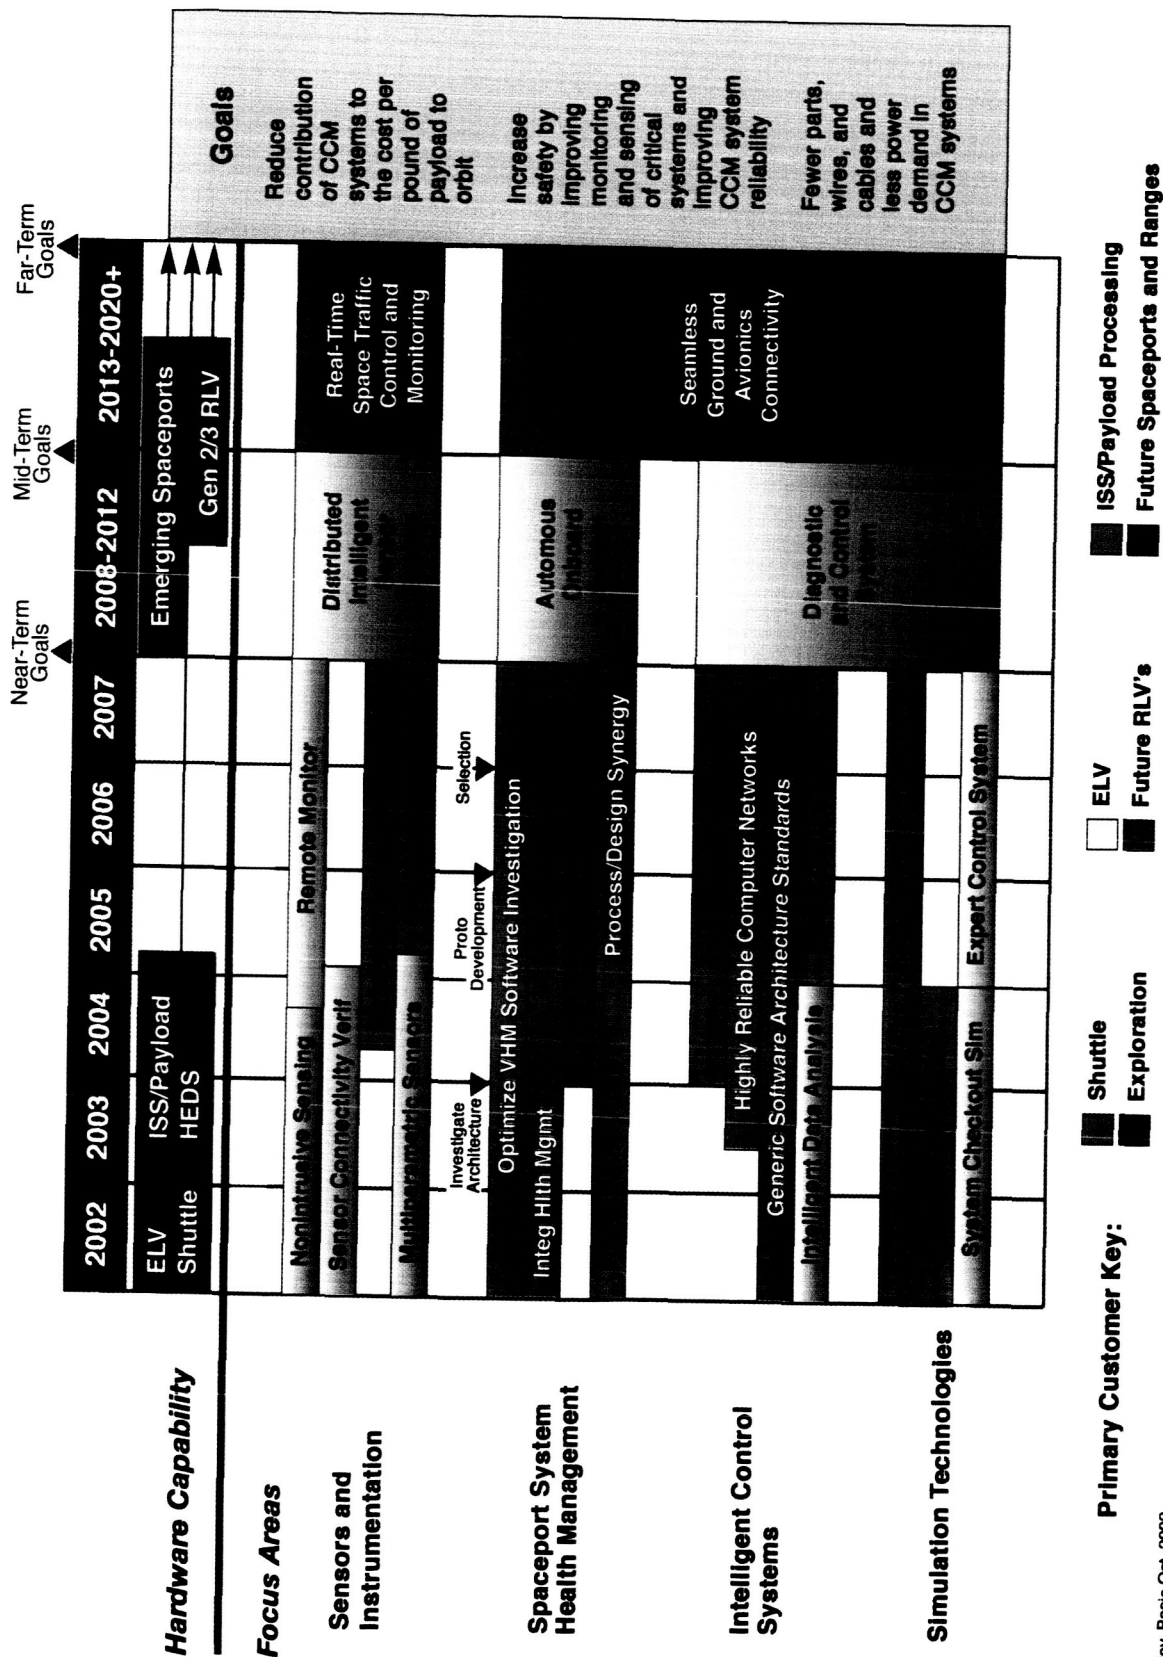 Near-Term
Goals
Mid-Term
Goals
Far-Term
Goals
2002
2003
2004
2005
2006
2007
2008-2012
2013-2020+
Hardware Capability
ELV
ISS/Payload
Shuttle
HEDS
Emerging Spaceports
Gen 2/3 RLV
Goals
Reduce
contribution
of CCM
systems to
the cost per
pound of
payload to
orbit
Increase
safety by
improving
monitoring
and sensing
of critical
systems and
improving
CCM system
reliability
Fewer parts,
wires, and
cables and
less power
demand in
CCM systems
Focus Areas
Sensors and
Instrumentation
Nonintrusive Sensing
Remote Monitor
Sensor Connectivity Verif
Multiparametric Sensors
Distributed
Intelligent
Real-Time
Space Traffic
Control and
Monitoring
Investigate
Architecture
Proto
Development
Selection
Spaceport System
Health Management
Optimize VHM Software Investigation
Integ Hlth Mgmt
Process/Design Synergy
Automous
Onboard
Seamless
Ground and
Avionics
Connectivity
Intelligent Control
Systems
Highly Reliable Computer Networks
Generic Software Architecture Standards
Intelligent Data Analysis
Diagnostic
and Control
System
Simulation Technologies
System Checkout Sim
Expert Control System
Primary Customer Key:
Shuttle
ELV
ISS/Payload Processing
Exploration
Future RLV's
Future Spaceports and Ranges